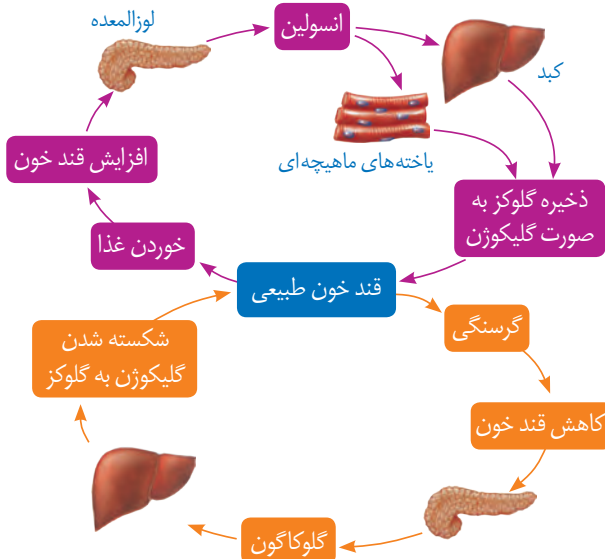 لوزالمعده
انسولین
کبد
یاخته‌های ماهیچه‌ای
افزایش قند خون
ذخیره گلوکز به
صورت گلیکوژن
خوردن غذا
قند خون طبیعی
گرسنگی
شکسته شدن
گلیکوژن به گلوکز
کاهش قند خون
گلوکاگون